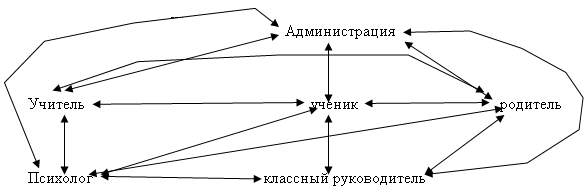 Администрация
Учитель ученик родитель
Психолог классный руководитель